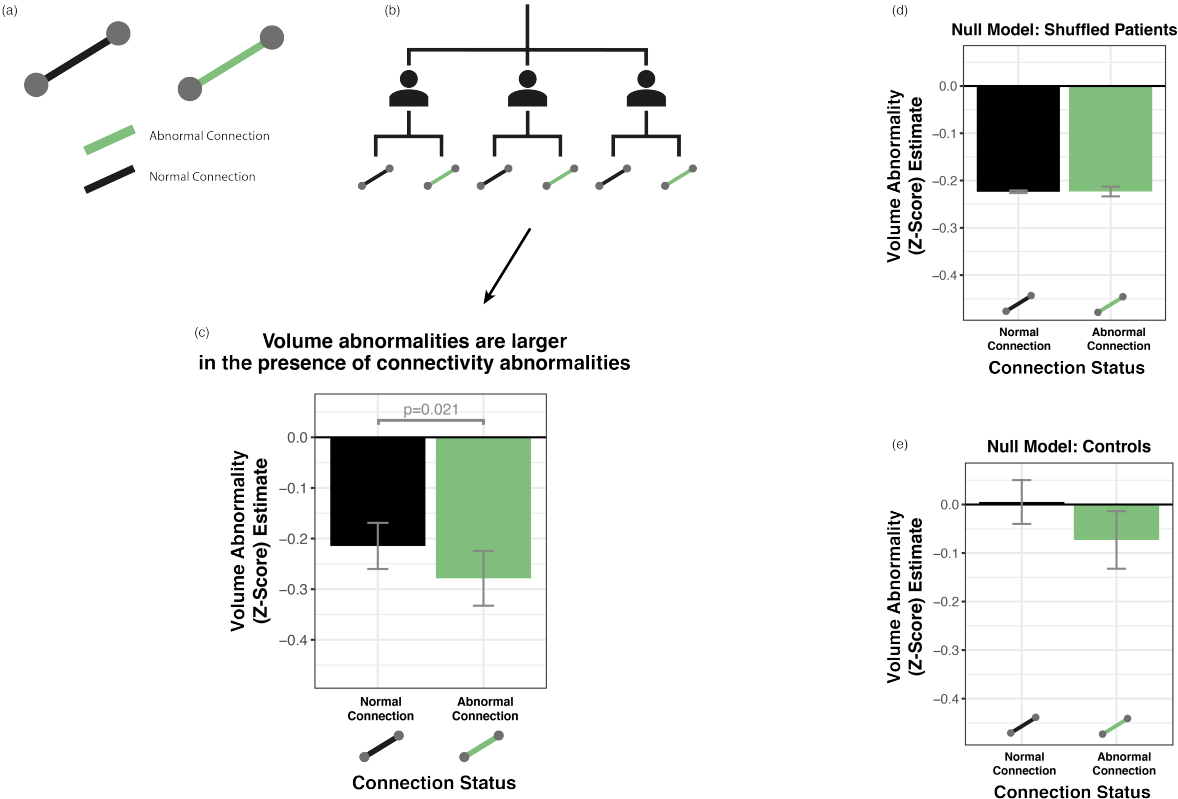 (a)
Abnormal Connection
Normal Connection
(b)
(c)
Volume abnormalities are larger
in the presence of connectivity abnormalities
p=0.021
0.0
−0.1
−0.2
−0.3
−0.4
Volume Abnormality
(Z-Score) Estimate
Normal
Connection
Abnormal
Connection
Connection Status
(d)
Null Model: Shuffled Patients
0.0
−0.1
−0.2
−0.3
−0.4
Volume Abnormality
(Z-Score) Estimate
Normal
Connection
Abnormal
Connection
Connection Status
(e)
Null Model: Controls
0.0
−0.1
−0.2
−0.3
−0.4
Volume Abnormality
(Z-Score) Estimate
Normal
Connection
Abnormal
Connection
Connection Status